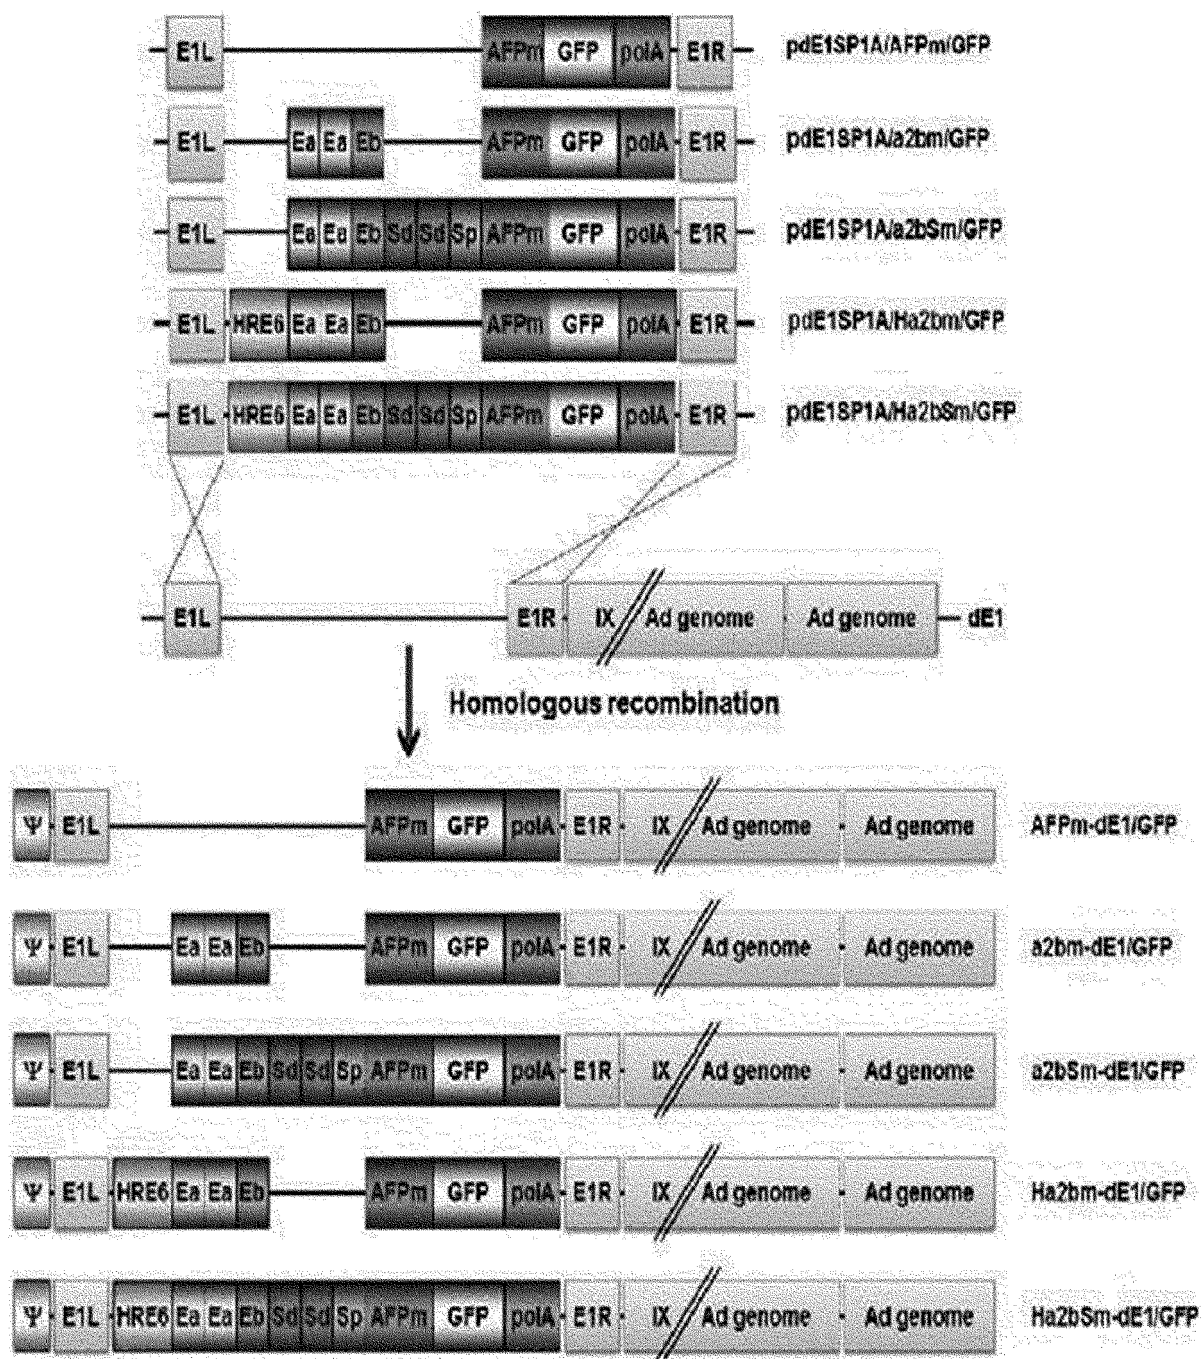 E1L AFPm GFP polA E1R pdE1SP1A/AFPm/GFP
E1L Ea Ea Eb AFPm GFP polA E1R pdE1SP1A/a2bm/GFP
E1L Ea Ea Eb Sd Sd Sp AFPm GFP polA E1R pdE1SP1A/a2bSm/GFP
E1L HRE6 Ea Ea Eb AFPm GFP polA E1R pdE1SP1A/Ha2bm/GFP
E1L HRE6 Ea Ea Eb Sd Sd Sp AFPm GFP polA E1R pdE1SP1A/Ha2bSm/GFP
E1L E1R IX Ad genome Ad genome dE1
Homologous recombination
Ψ E1L AFPm GFP polA E1R IX Ad genome Ad genome AFPm-dE1/GFP
Ψ E1L Ea Ea Eb AFPm GFP polA E1R IX Ad genome Ad genome a2bm-dE1/GFP
Ψ E1L Ea Ea Eb Sd Sd Sp AFPm GFP polA E1R IX Ad genome Ad genome a2bSm-dE1/GFP
Ψ E1L HRE6 Ea Ea Eb AFPm GFP polA E1R IX Ad genome Ad genome Ha2bm-dE1/GFP
Ψ E1L HRE6 Ea Ea Eb Sd Sd Sp AFPm GFP polA E1R IX Ad genome Ad genome Ha2bSm-dE1/GFP